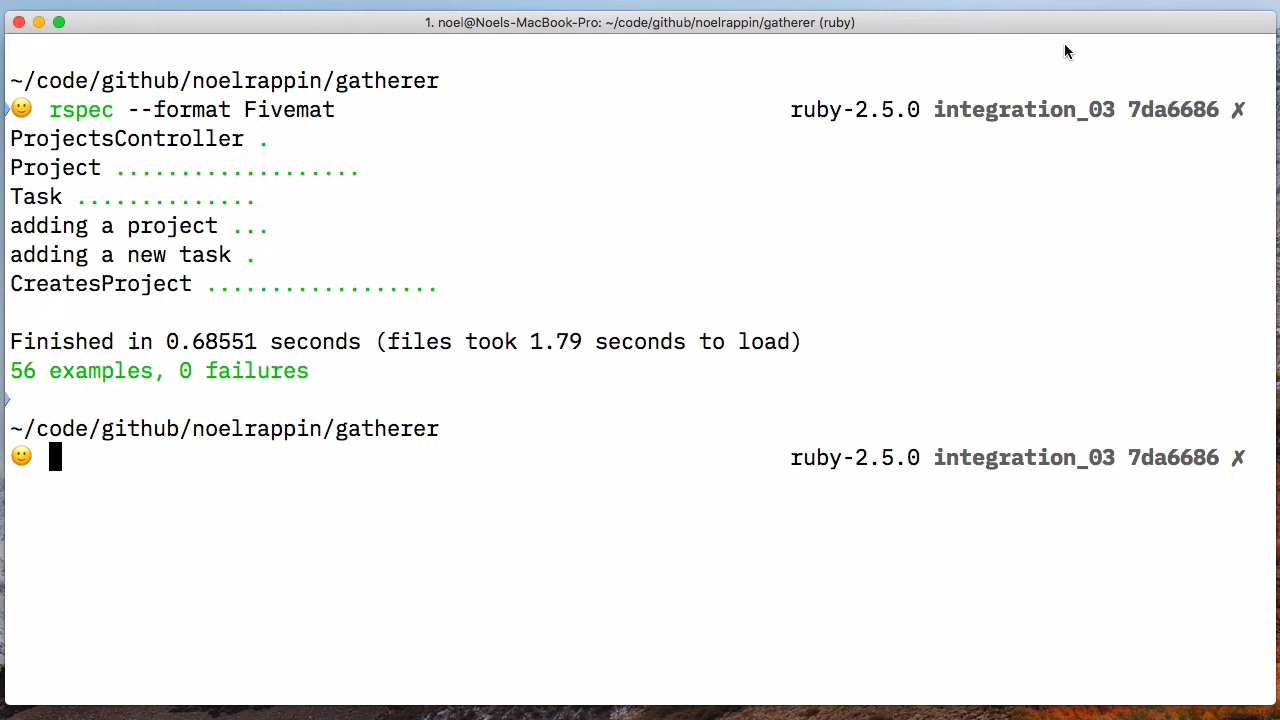 1. noel@Noels-MacBook-Pro: ~/code/github/noelrappin/gatherer (ruby)
~/code/github/noelrappin/gatherer
🙂 rspec --format Fivemat ruby-2.5.0 integration_03 7da6686 ✗
ProjectsController .
Project ...................
Task ..............
adding a project ...
adding a new task .
CreatesProject ..................
Finished in 0.68551 seconds (files took 1.79 seconds to load)
56 examples, 0 failures
~/code/github/noelrappin/gatherer
🙂 ruby-2.5.0 integration_03 7da6686 ✗